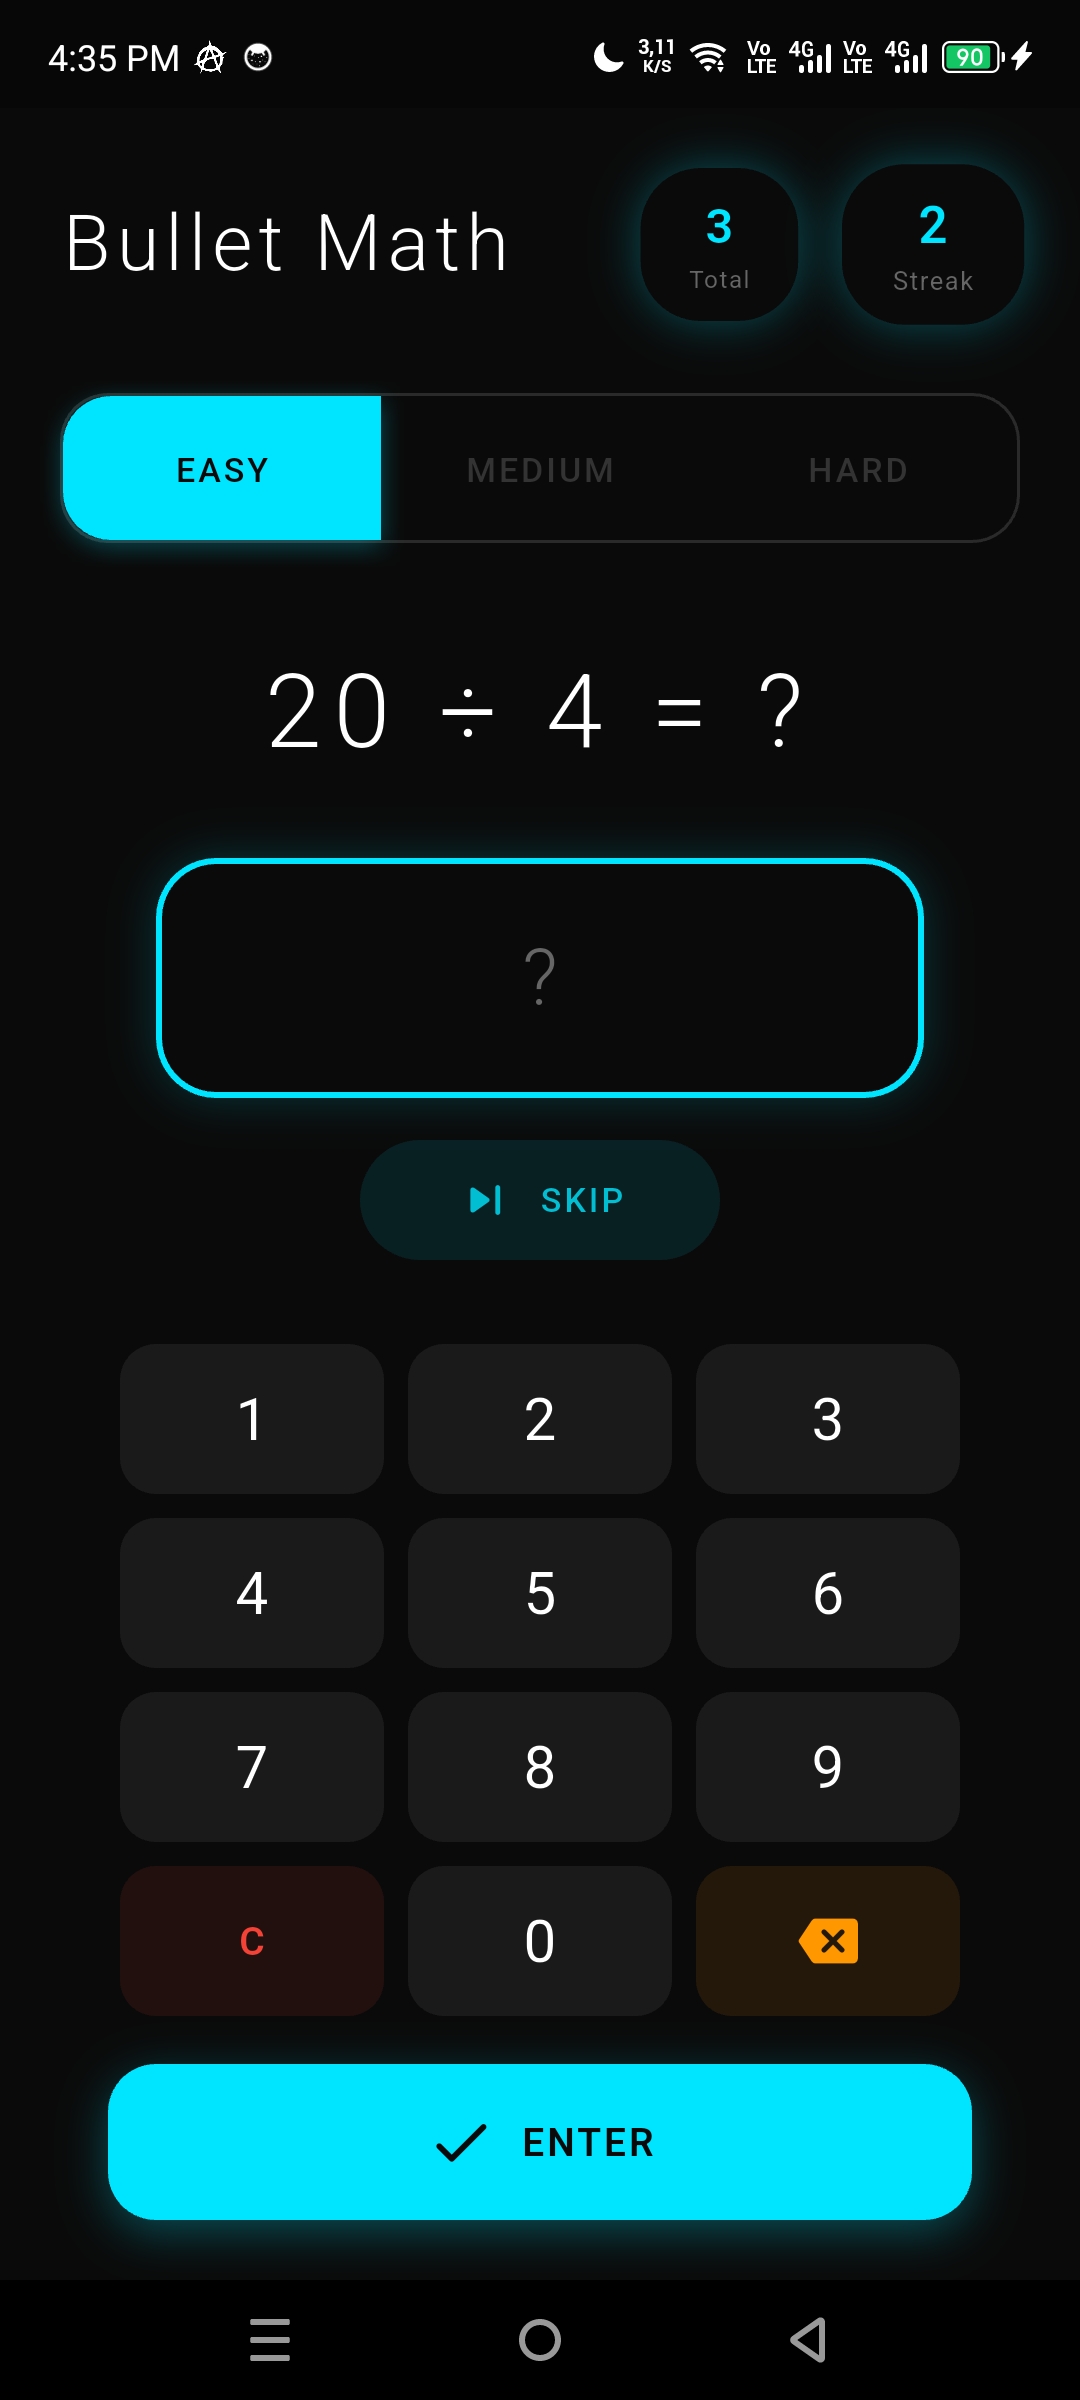 4:35 PM 3,11 K/S Vo LTE 4G Vo LTE 4G 90
Bullet Math
3
Total
2
Streak
EASY MEDIUM HARD
20 ÷ 4 = ?
?
SKIP
1 2 3
4 5 6
7 8 9
C 0
ENTER